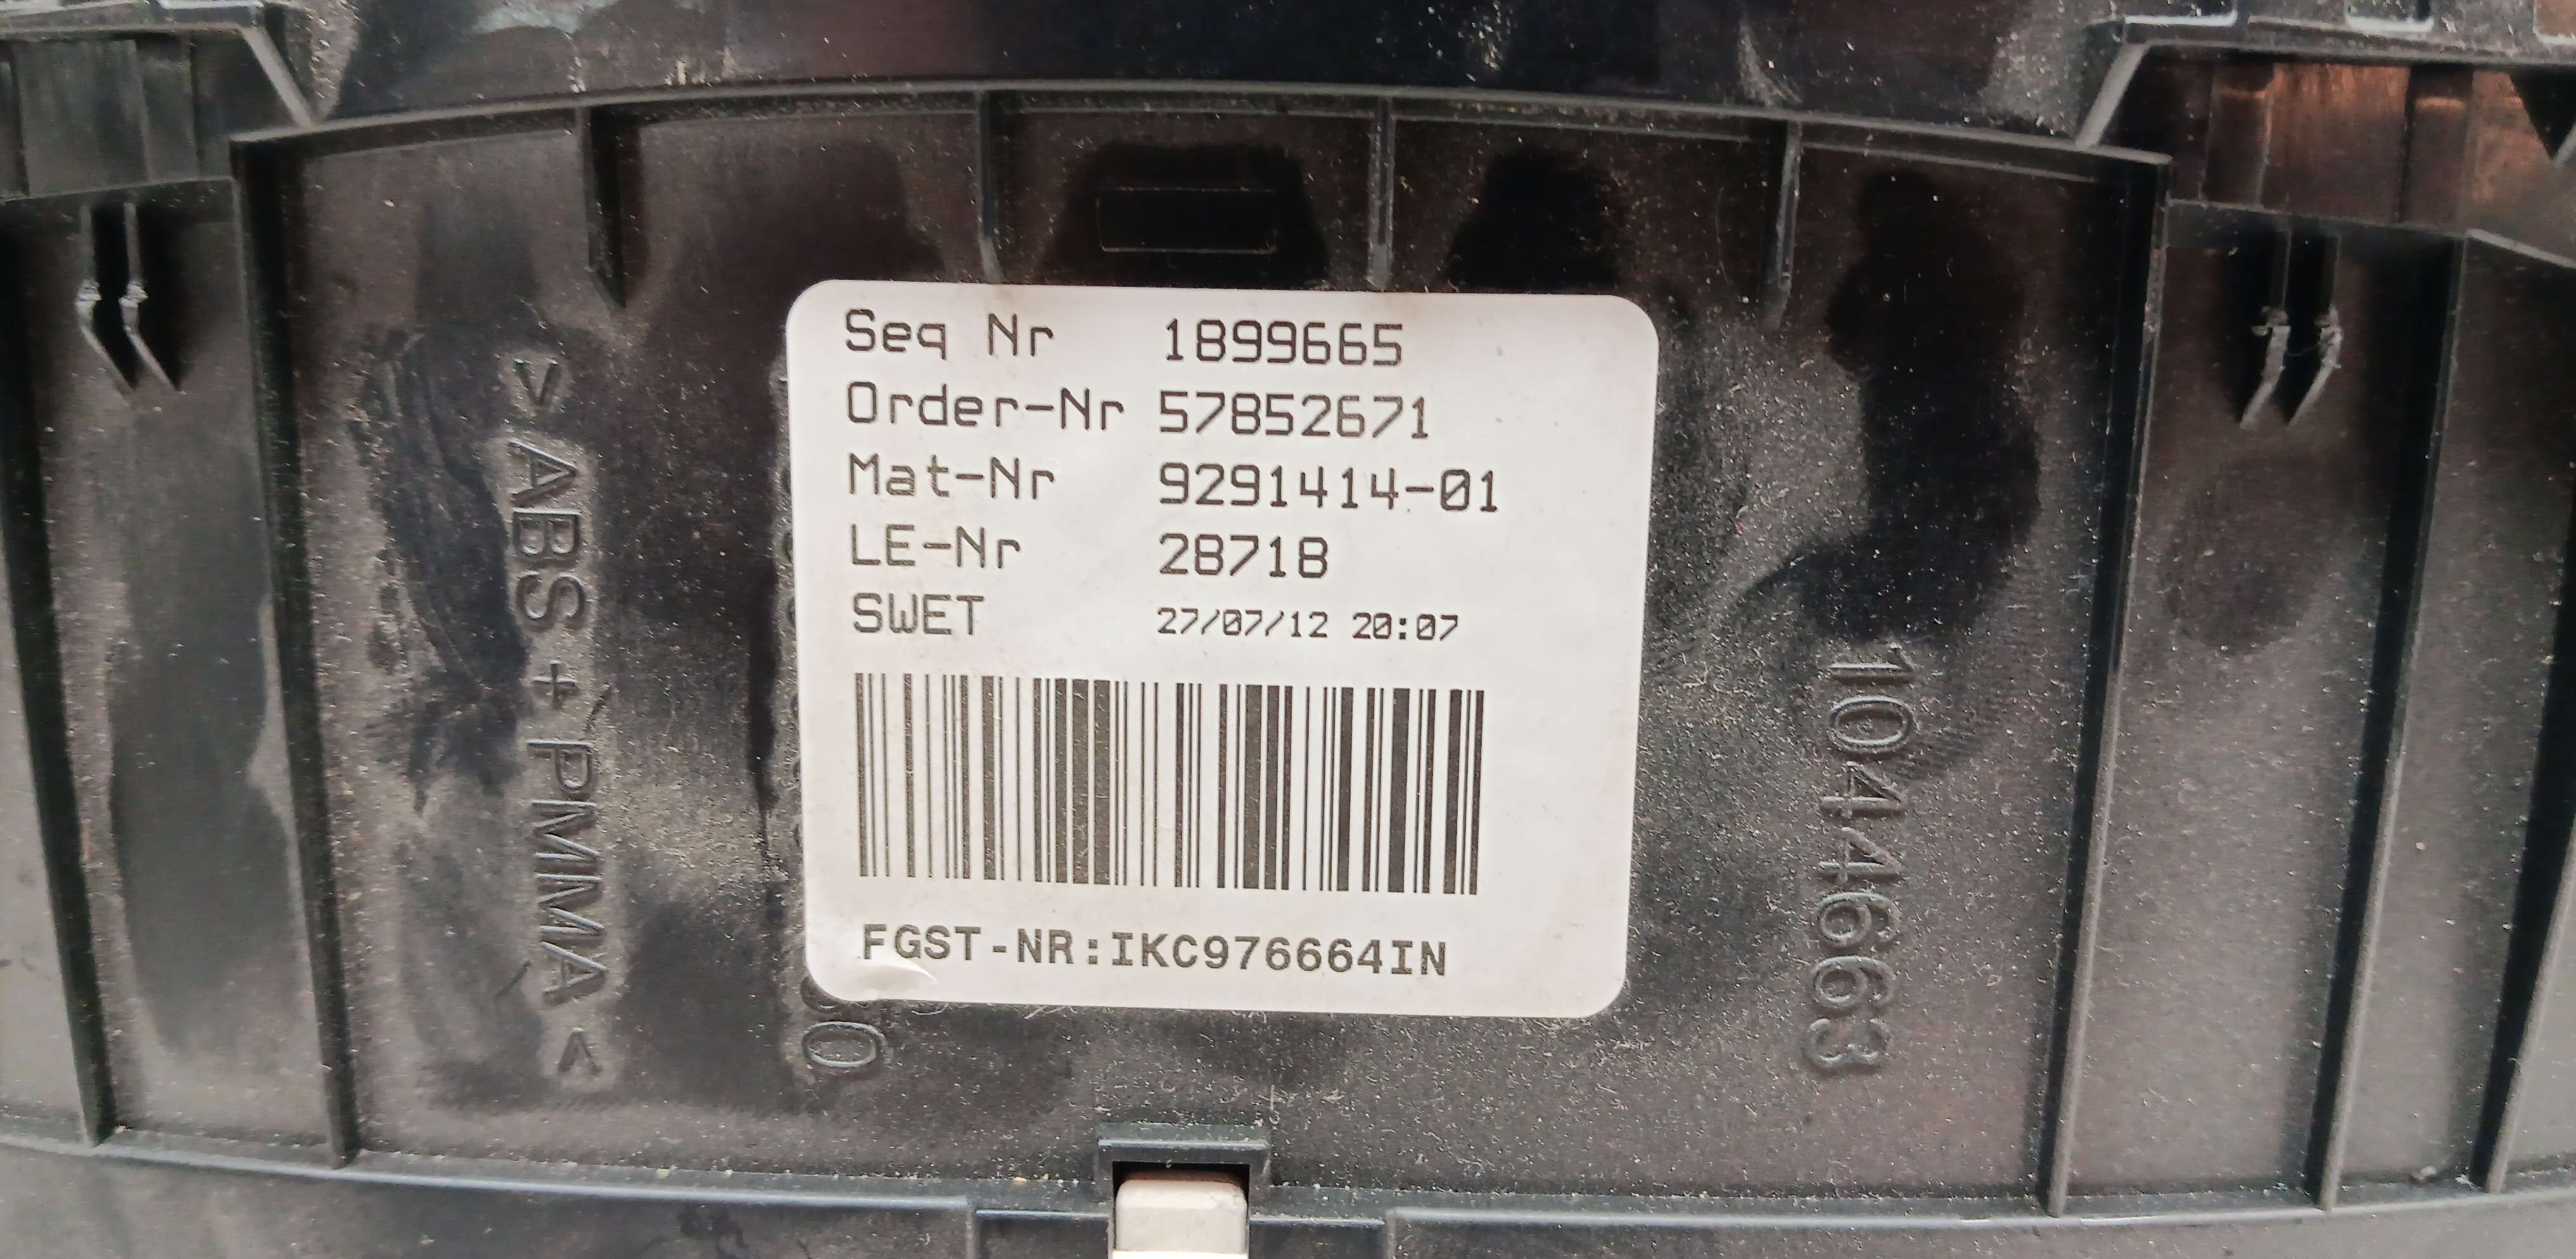 Seq Nr 1899665
Order-Nr 57852671
Mat-Nr 9291414-01
LE-Nr 28718
SWET 27/07/12 20:07
FGST-NR:IKC976664IN
>ABS+PMMA<
10444663